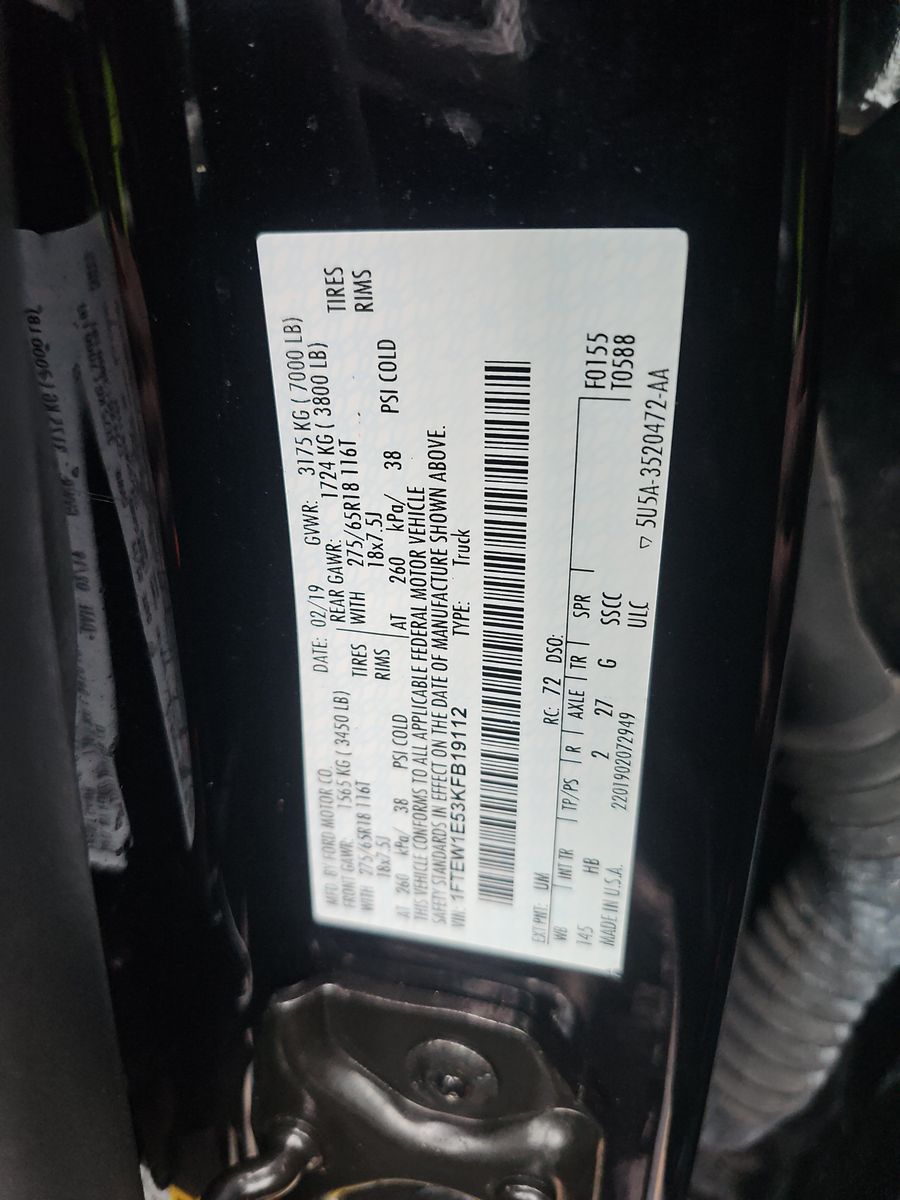 MFD. BY FORD MOTOR CO.
DATE: 02/19 GVWR: 3175 KG ( 7000 LB)
FRONT GAWR: 1565 KG ( 3450 LB) REAR GAWR: 1724 KG ( 3800 LB)
WITH 275/65R18 116T TIRES WITH 275/65R18 116T TIRES
18x7.5J RIMS 18x7.5J RIMS
AT 260 kPa/ 38 PSI COLD AT 260 kPa/ 38 PSI COLD
THIS VEHICLE CONFORMS TO ALL APPLICABLE FEDERAL MOTOR VEHICLE
SAFETY STANDARDS IN EFFECT ON THE DATE OF MANUFACTURE SHOWN ABOVE.
VIN: 1FTEW1E53KFB19112 TYPE: Truck
EXT PNT: UM RC: 72 DSO: F0155
WB INT TR TP/PS R AXLE TR SPR T0588
145 HB 2 27 G SSCC
MADE IN U.S.A. 2201902072949 ULC
▽ 5U5A-3520472-AA